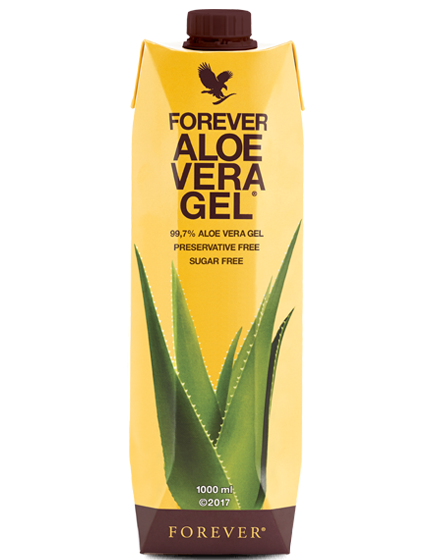 FOREVER
ALOE
VERA
GEL®
99,7% ALOE VERA GEL
PRESERVATIVE FREE
SUGAR FREE
1000 ml
©2017
FOREVER®